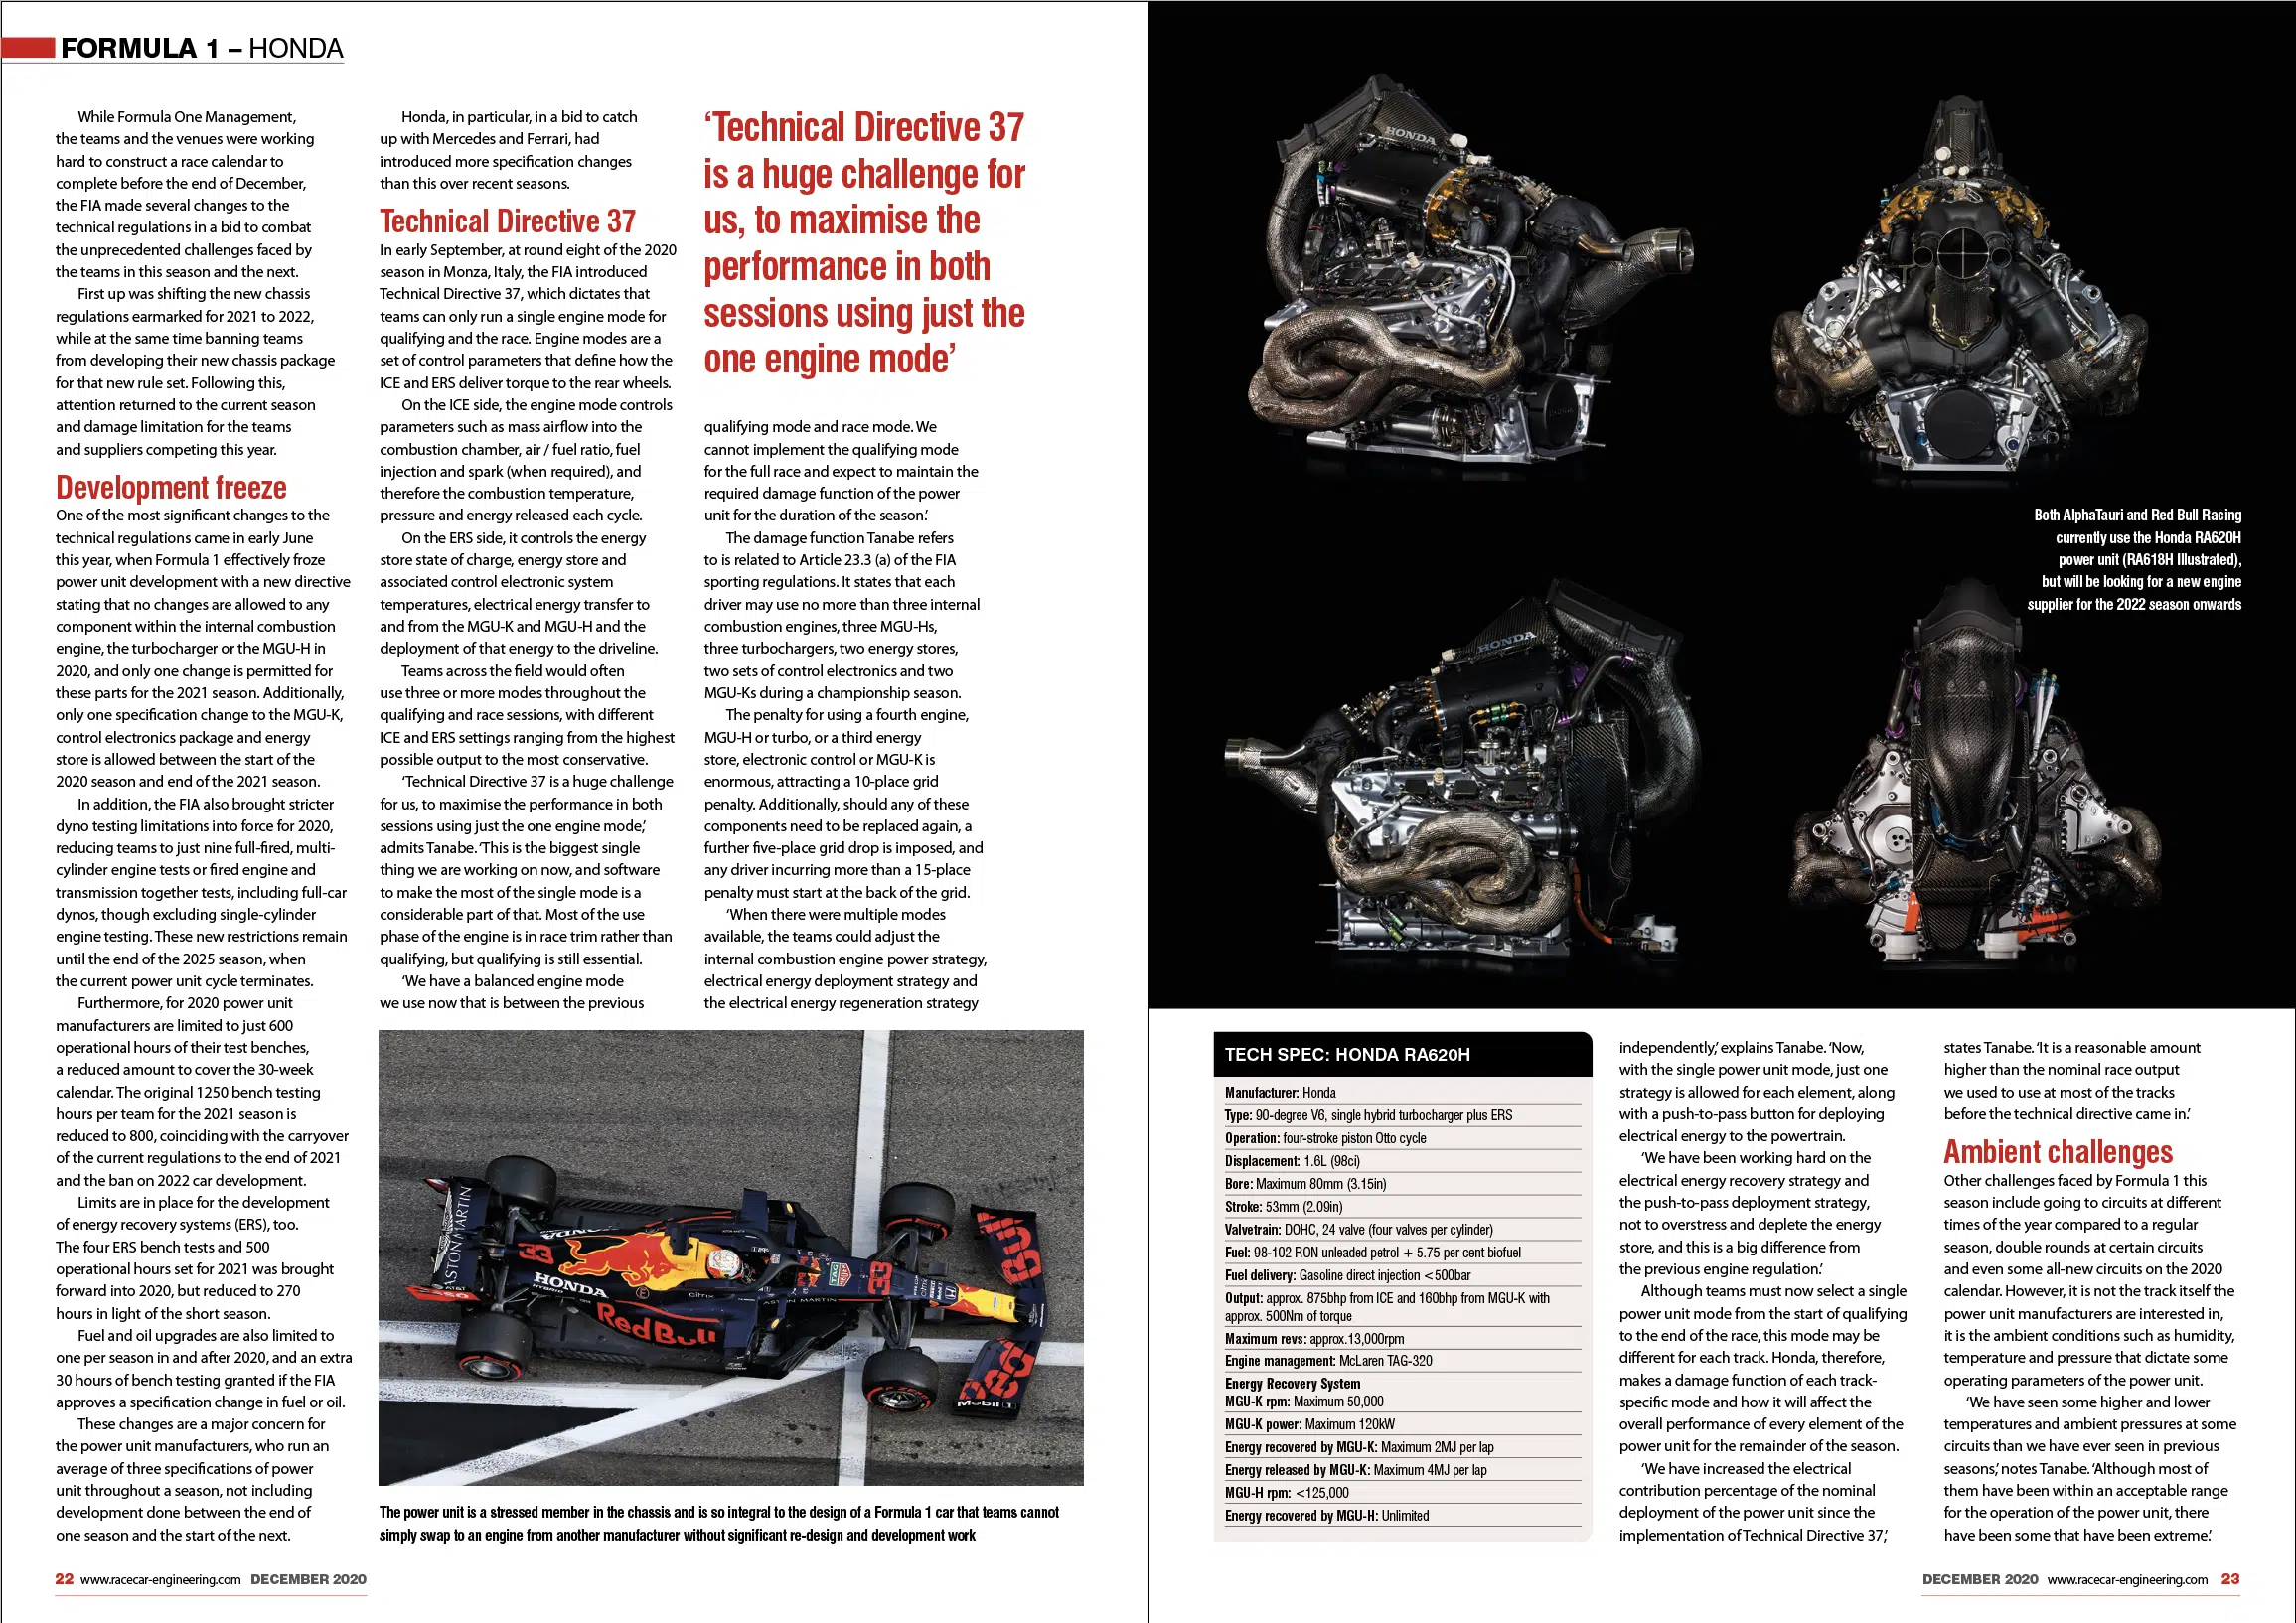 FORMULA 1 – HONDA
While Formula One Management,
the teams and the venues were working
hard to construct a race calendar to
complete before the end of December,
the FIA made several changes to the
technical regulations in a bid to combat
the unprecedented challenges faced by
the teams in this season and the next.
First up was shifting the new chassis
regulations earmarked for 2021 to 2022,
while at the same time banning teams
from developing their new chassis package
for that new rule set. Following this,
attention returned to the current season
and damage limitation for the teams
and suppliers competing this year.
Development freeze
One of the most significant changes to the
technical regulations came in early June
this year, when Formula 1 effectively froze
power unit development with a new directive
stating that no changes are allowed to any
component within the internal combustion
engine, the turbocharger or the MGU-H in
2020, and only one change is permitted for
these parts for the 2021 season. Additionally,
only one specification change to the MGU-K,
control electronics package and energy
store is allowed between the start of the
2020 season and end of the 2021 season.
In addition, the FIA also brought stricter
dyno testing limitations into force for 2020,
reducing teams to just nine full-fired, multi-
cylinder engine tests or fired engine and
transmission together tests, including full-car
dynos, though excluding single-cylinder
engine testing. These new restrictions remain
until the end of the 2025 season, when
the current power unit cycle terminates.
Furthermore, for 2020 power unit
manufacturers are limited to just 600
operational hours of their test benches,
a reduced amount to cover the 30-week
calendar. The original 1250 bench testing
hours per team for the 2021 season is
reduced to 800, coinciding with the carryover
of the current regulations to the end of 2021
and the ban on 2022 car development.
Limits are in place for the development
of energy recovery systems (ERS), too.
The four ERS bench tests and 500
operational hours set for 2021 was brought
forward into 2020, but reduced to 270
hours in light of the short season.
Fuel and oil upgrades are also limited to
one per season in and after 2020, and an extra
30 hours of bench testing granted if the FIA
approves a specification change in fuel or oil.
These changes are a major concern for
the power unit manufacturers, who run an
average of three specifications of power
unit throughout a season, not including
development done between the end of
one season and the start of the next.
Honda, in particular, in a bid to catch
up with Mercedes and Ferrari, had
introduced more specification changes
than this over recent seasons.
Technical Directive 37
In early September, at round eight of the 2020
season in Monza, Italy, the FIA introduced
Technical Directive 37, which dictates that
teams can only run a single engine mode for
qualifying and the race. Engine modes are a
set of control parameters that define how the
ICE and ERS deliver torque to the rear wheels.
On the ICE side, the engine mode controls
parameters such as mass airflow into the
combustion chamber, air / fuel ratio, fuel
injection and spark (when required), and
therefore the combustion temperature,
pressure and energy released each cycle.
On the ERS side, it controls the energy
store state of charge, energy store and
associated control electronic system
temperatures, electrical energy transfer to
and from the MGU-K and MGU-H and the
deployment of that energy to the driveline.
Teams across the field would often
use three or more modes throughout the
qualifying and race sessions, with different
ICE and ERS settings ranging from the highest
possible output to the most conservative.
‘Technical Directive 37 is a huge challenge
for us, to maximise the performance in both
sessions using just the one engine mode,’
admits Tanabe. ‘This is the biggest single
thing we are working on now, and software
to make the most of the single mode is a
considerable part of that. Most of the use
phase of the engine is in race trim rather than
qualifying, but qualifying is still essential.
‘We have a balanced engine mode
we use now that is between the previous
‘Technical Directive 37
is a huge challenge for
us, to maximise the
performance in both
sessions using just the
one engine mode’
qualifying mode and race mode. We
cannot implement the qualifying mode
for the full race and expect to maintain the
required damage function of the power
unit for the duration of the season.’
The damage function Tanabe refers
to is related to Article 23.3 (a) of the FIA
sporting regulations. It states that each
driver may use no more than three internal
combustion engines, three MGU-Hs,
three turbochargers, two energy stores,
two sets of control electronics and two
MGU-Ks during a championship season.
The penalty for using a fourth engine,
MGU-H or turbo, or a third energy
store, electronic control or MGU-K is
enormous, attracting a 10-place grid
penalty. Additionally, should any of these
components need to be replaced again, a
further five-place grid drop is imposed, and
any driver incurring more than a 15-place
penalty must start at the back of the grid.
‘When there were multiple modes
available, the teams could adjust the
internal combustion engine power strategy,
electrical energy deployment strategy and
the electrical energy regeneration strategy
ASTON MARTIN
33
HONDA
HONDA
Red Bull
ASTON MARTIN
TAG
33
Bull
Red
Mobil 1
The power unit is a stressed member in the chassis and is so integral to the design of a Formula 1 car that teams cannot
simply swap to an engine from another manufacturer without significant re-design and development work
22 www.racecar-engineering.com DECEMBER 2020
HONDA
HONDA
Both AlphaTauri and Red Bull Racing
currently use the Honda RA620H
power unit (RA618H Illustrated),
but will be looking for a new engine
supplier for the 2022 season onwards
TECH SPEC: HONDA RA620H
Manufacturer: Honda
Type: 90-degree V6, single hybrid turbocharger plus ERS
Operation: four-stroke piston Otto cycle
Displacement: 1.6L (98ci)
Bore: Maximum 80mm (3.15in)
Stroke: 53mm (2.09in)
Valvetrain: DOHC, 24 valve (four valves per cylinder)
Fuel: 98-102 RON unleaded petrol + 5.75 per cent biofuel
Fuel delivery: Gasoline direct injection <500bar
Output: approx. 875bhp from ICE and 160bhp from MGU-K with
approx. 500Nm of torque
Maximum revs: approx.13,000rpm
Engine management: McLaren TAG-320
Energy Recovery System
MGU-K rpm: Maximum 50,000
MGU-K power: Maximum 120kW
Energy recovered by MGU-K: Maximum 2MJ per lap
Energy released by MGU-K: Maximum 4MJ per lap
MGU-H rpm: <125,000
Energy recovered by MGU-H: Unlimited
independently,’ explains Tanabe. ‘Now,
with the single power unit mode, just one
strategy is allowed for each element, along
with a push-to-pass button for deploying
electrical energy to the powertrain.
‘We have been working hard on the
electrical energy recovery strategy and
the push-to-pass deployment strategy,
not to overstress and deplete the energy
store, and this is a big difference from
the previous engine regulation.’
Although teams must now select a single
power unit mode from the start of qualifying
to the end of the race, this mode may be
different for each track. Honda, therefore,
makes a damage function of each track-
specific mode and how it will affect the
overall performance of every element of the
power unit for the remainder of the season.
‘We have increased the electrical
contribution percentage of the nominal
deployment of the power unit since the
implementation of Technical Directive 37,’
states Tanabe. ‘It is a reasonable amount
higher than the nominal race output
we used to use at most of the tracks
before the technical directive came in.’
Ambient challenges
Other challenges faced by Formula 1 this
season include going to circuits at different
times of the year compared to a regular
season, double rounds at certain circuits
and even some all-new circuits on the 2020
calendar. However, it is not the track itself the
power unit manufacturers are interested in,
it is the ambient conditions such as humidity,
temperature and pressure that dictate some
operating parameters of the power unit.
‘We have seen some higher and lower
temperatures and ambient pressures at some
circuits than we have ever seen in previous
seasons,’ notes Tanabe. ‘Although most of
them have been within an acceptable range
for the operation of the power unit, there
have been some that have been extreme.’
DECEMBER 2020 www.racecar-engineering.com 23